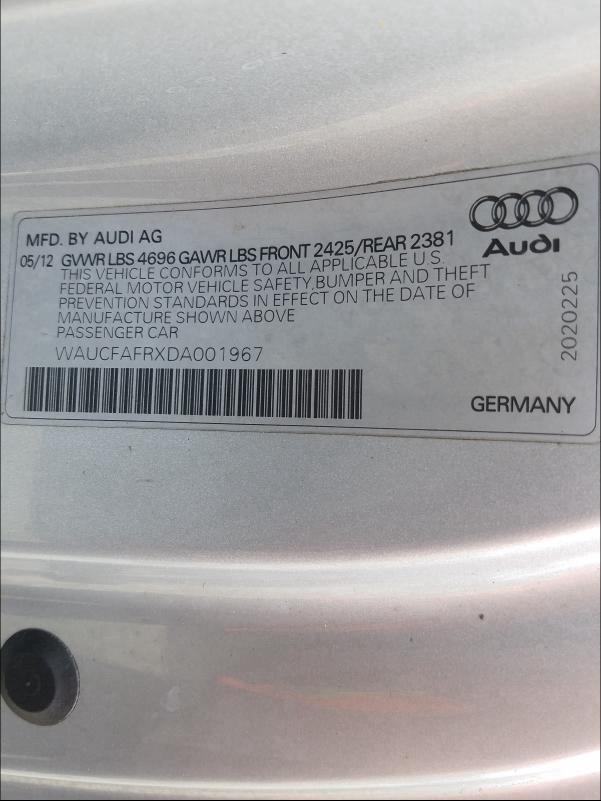 MFD. BY AUDI AG
05/12 GVWR LBS 4696 GAWR LBS FRONT 2425/REAR 2381
THIS VEHICLE CONFORMS TO ALL APPLICABLE U.S.
FEDERAL MOTOR VEHICLE SAFETY,BUMPER AND THEFT
PREVENTION STANDARDS IN EFFECT ON THE DATE OF
MANUFACTURE SHOWN ABOVE
PASSENGER CAR
WAUCFAFRXDA001967
Audi
2020225
GERMANY